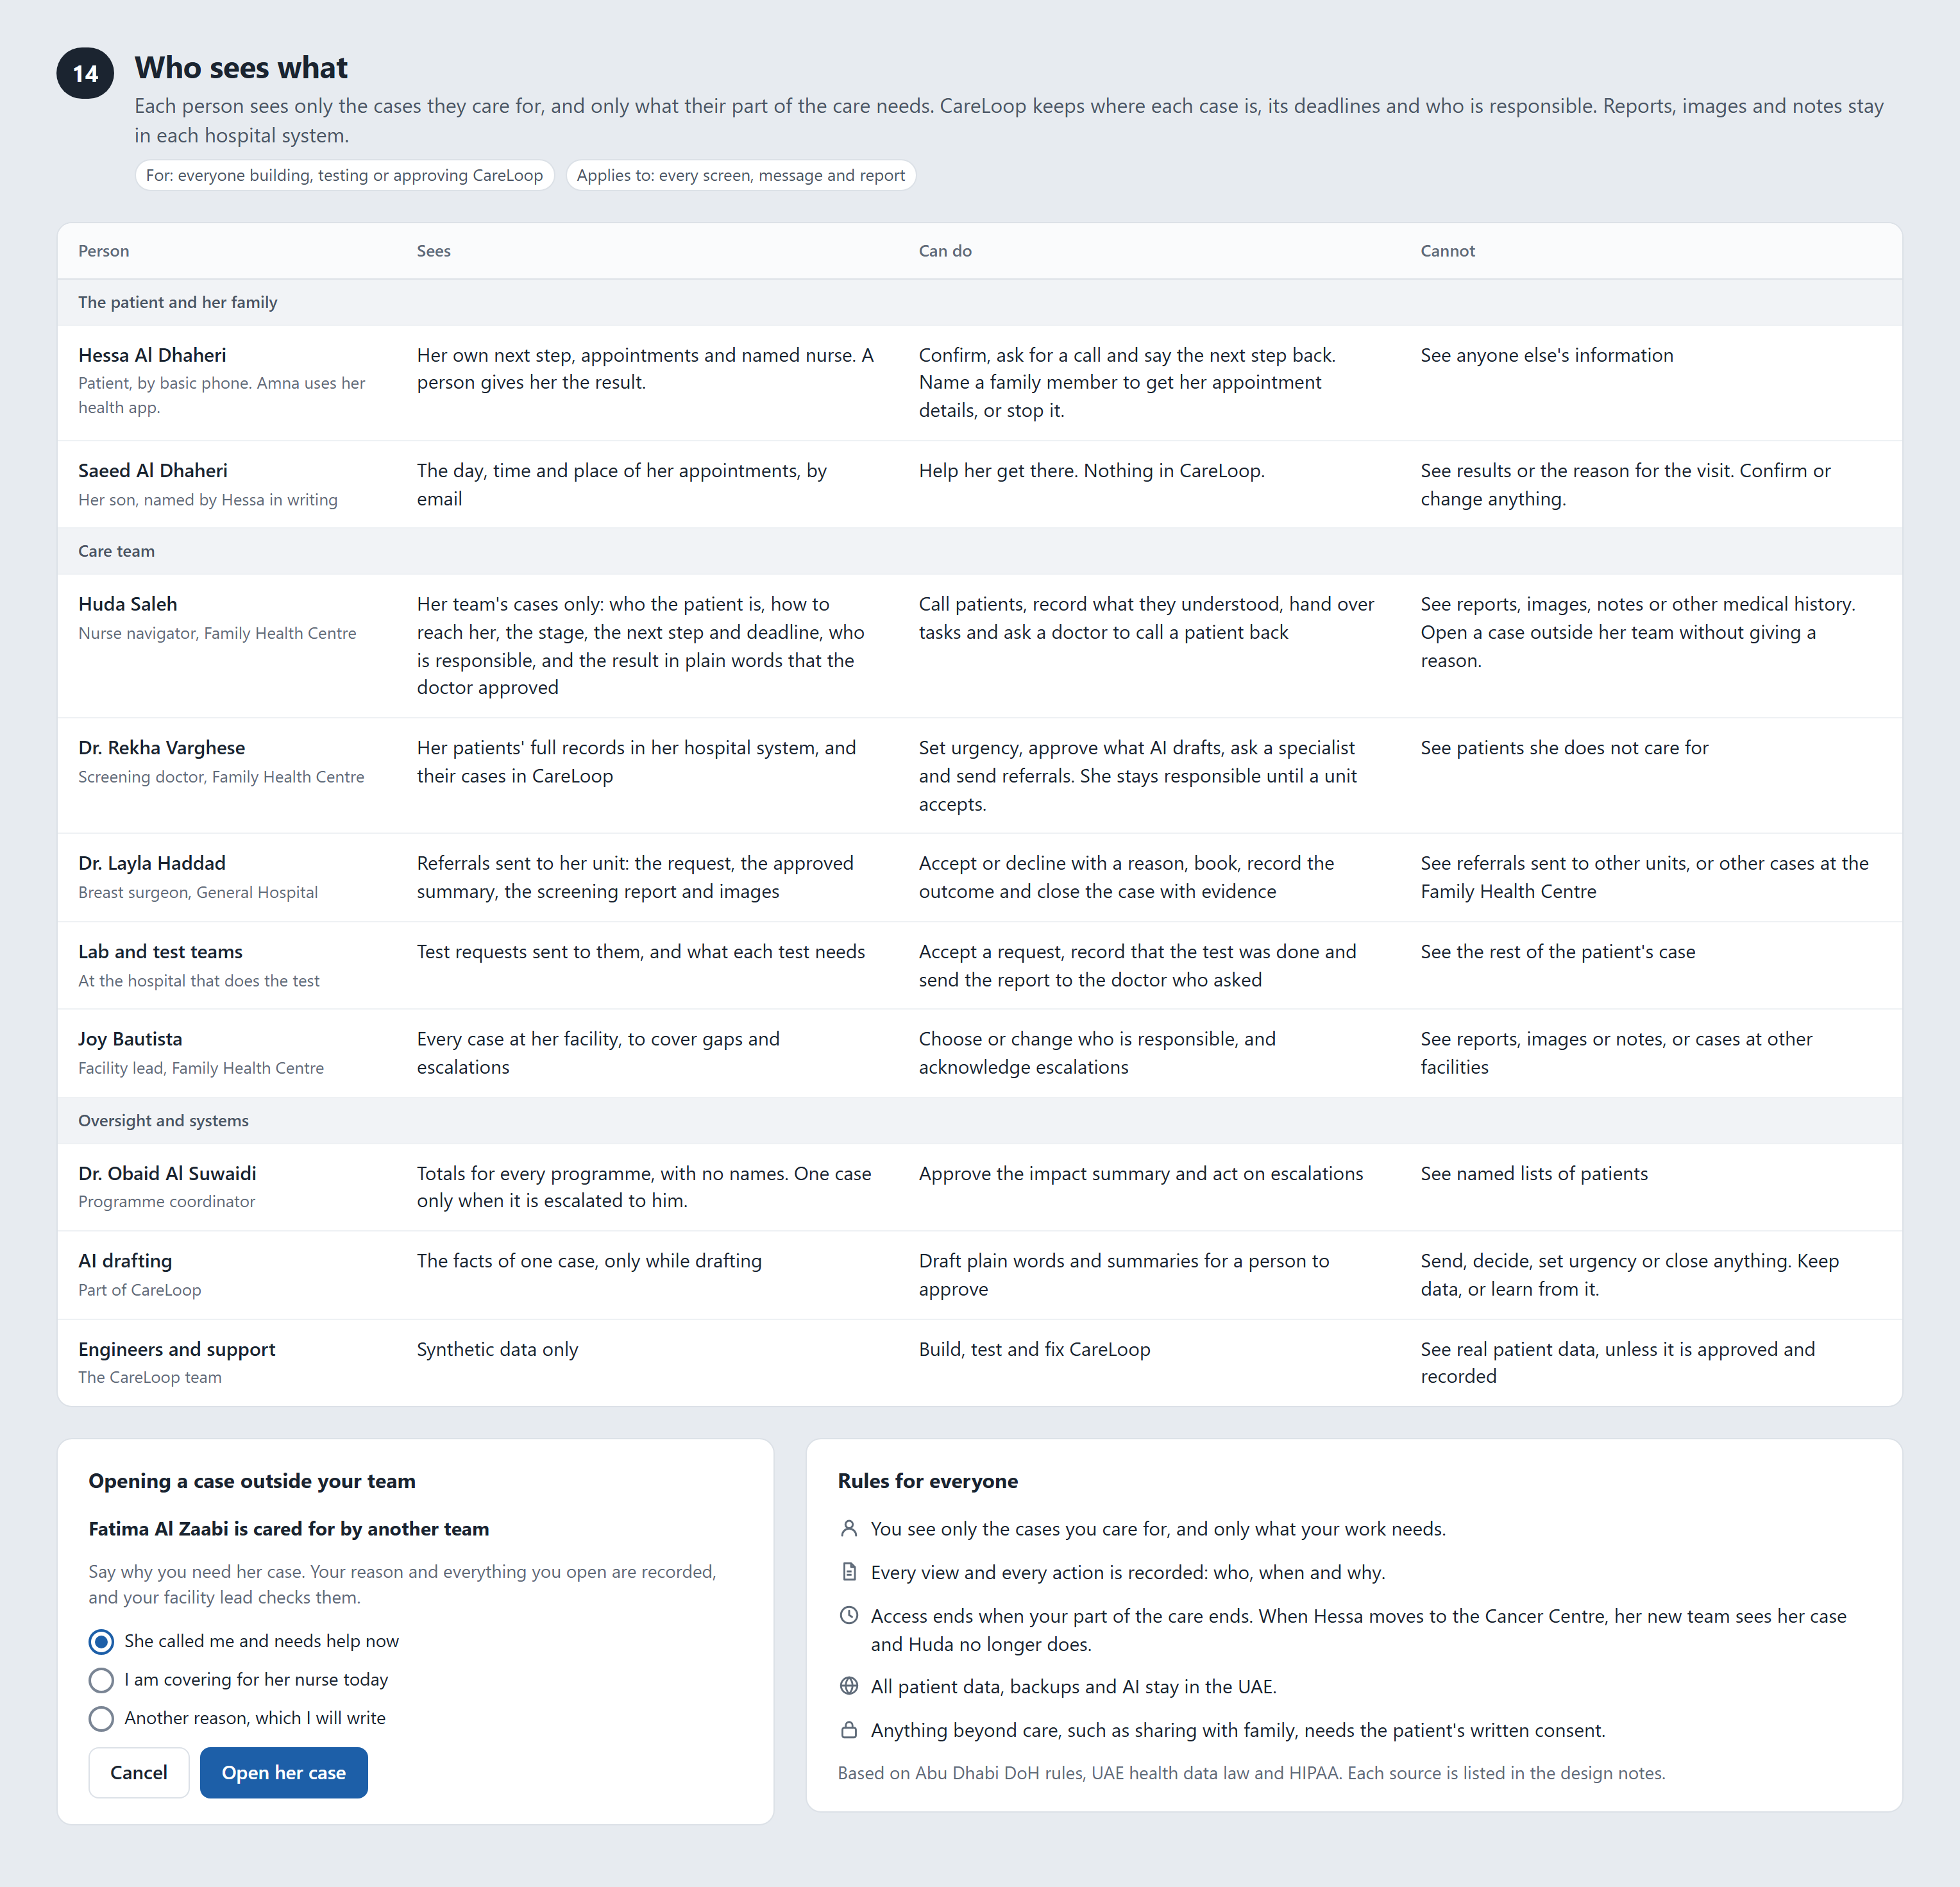 14
Who sees what
Each person sees only the cases they care for, and only what their part of the care needs. CareLoop keeps where each case is, its deadlines and who is responsible. Reports, images and notes stay
in each hospital system.
For: everyone building, testing or approving CareLoop
Applies to: every screen, message and report
Person
Sees
Can do
Cannot
The patient and her family
Hessa Al Dhaheri
Patient, by basic phone. Amna uses her
health app.
Her own next step, appointments and named nurse. A
person gives her the result.
Confirm, ask for a call and say the next step back.
Name a family member to get her appointment
details, or stop it.
See anyone else's information
Saeed Al Dhaheri
Her son, named by Hessa in writing
The day, time and place of her appointments, by
email
Help her get there. Nothing in CareLoop.
See results or the reason for the visit. Confirm or
change anything.
Care team
Huda Saleh
Nurse navigator, Family Health Centre
Her team's cases only: who the patient is, how to
reach her, the stage, the next step and deadline, who
is responsible, and the result in plain words that the
doctor approved
Call patients, record what they understood, hand over
tasks and ask a doctor to call a patient back
See reports, images, notes or other medical history.
Open a case outside her team without giving a
reason.
Dr. Rekha Varghese
Screening doctor, Family Health Centre
Her patients' full records in her hospital system, and
their cases in CareLoop
Set urgency, approve what AI drafts, ask a specialist
and send referrals. She stays responsible until a unit
accepts.
See patients she does not care for
Dr. Layla Haddad
Breast surgeon, General Hospital
Referrals sent to her unit: the request, the approved
summary, the screening report and images
Accept or decline with a reason, book, record the
outcome and close the case with evidence
See referrals sent to other units, or other cases at the
Family Health Centre
Lab and test teams
At the hospital that does the test
Test requests sent to them, and what each test needs
Accept a request, record that the test was done and
send the report to the doctor who asked
See the rest of the patient's case
Joy Bautista
Facility lead, Family Health Centre
Every case at her facility, to cover gaps and
escalations
Choose or change who is responsible, and
acknowledge escalations
See reports, images or notes, or cases at other
facilities
Oversight and systems
Dr. Obaid Al Suwaidi
Programme coordinator
Totals for every programme, with no names. One case
only when it is escalated to him.
Approve the impact summary and act on escalations
See named lists of patients
AI drafting
Part of CareLoop
The facts of one case, only while drafting
Draft plain words and summaries for a person to
approve
Send, decide, set urgency or close anything. Keep
data, or learn from it.
Engineers and support
The CareLoop team
Synthetic data only
Build, test and fix CareLoop
See real patient data, unless it is approved and
recorded
Opening a case outside your team
Fatima Al Zaabi is cared for by another team
Say why you need her case. Your reason and everything you open are recorded,
and your facility lead checks them.
She called me and needs help now
I am covering for her nurse today
Another reason, which I will write
Cancel
Open her case
Rules for everyone
You see only the cases you care for, and only what your work needs.
Every view and every action is recorded: who, when and why.
Access ends when your part of the care ends. When Hessa moves to the Cancer Centre, her new team sees her case
and Huda no longer does.
All patient data, backups and AI stay in the UAE.
Anything beyond care, such as sharing with family, needs the patient's written consent.
Based on Abu Dhabi DoH rules, UAE health data law and HIPAA. Each source is listed in the design notes.